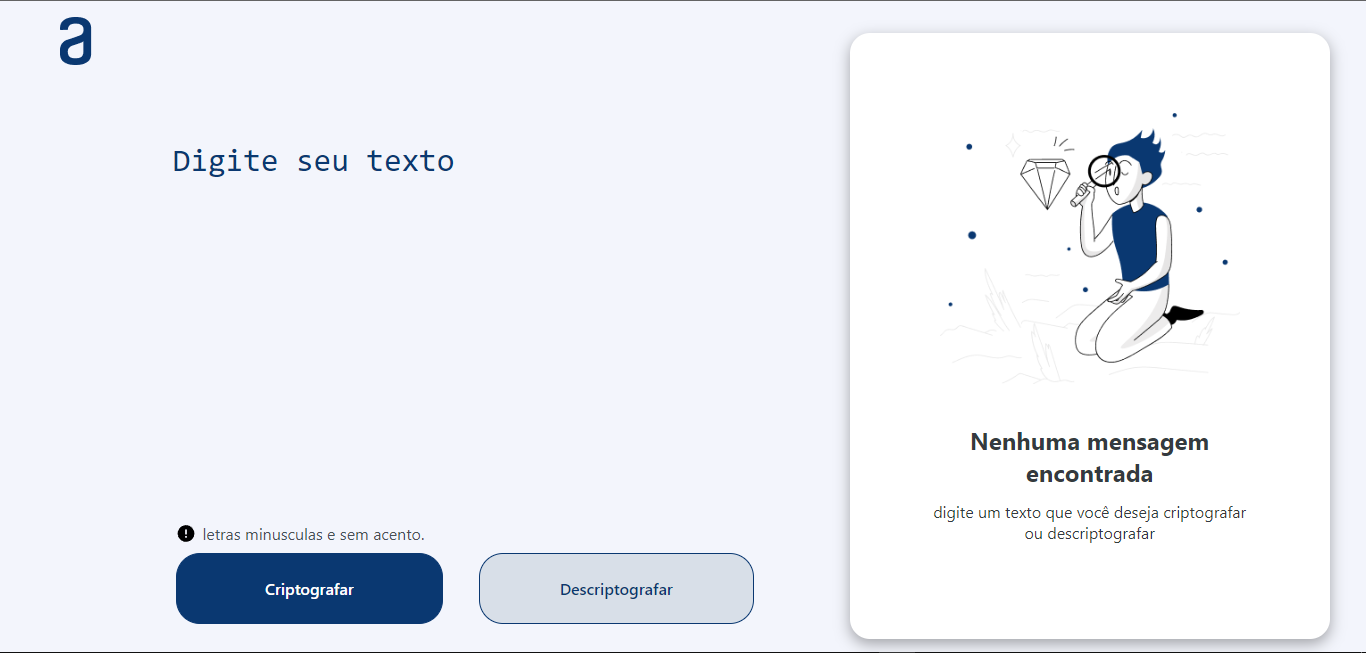 a
Digite seu texto
letras minusculas e sem acento.
Criptografar
Descriptografar
Nenhuma mensagem
encontrada
digite um texto que você deseja criptografar
ou descriptografar